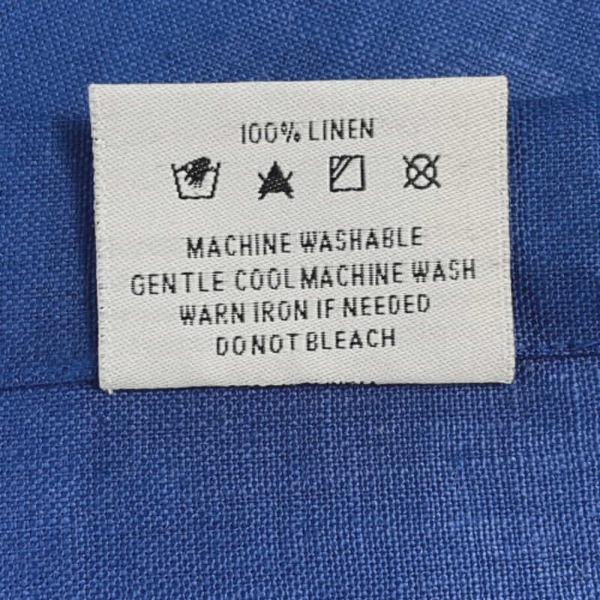 100% LINEN
MACHINE WASHABLE
GENTLE COOL MACHINE WASH
WARN IRON IF NEEDED
DO NOT BLEACH